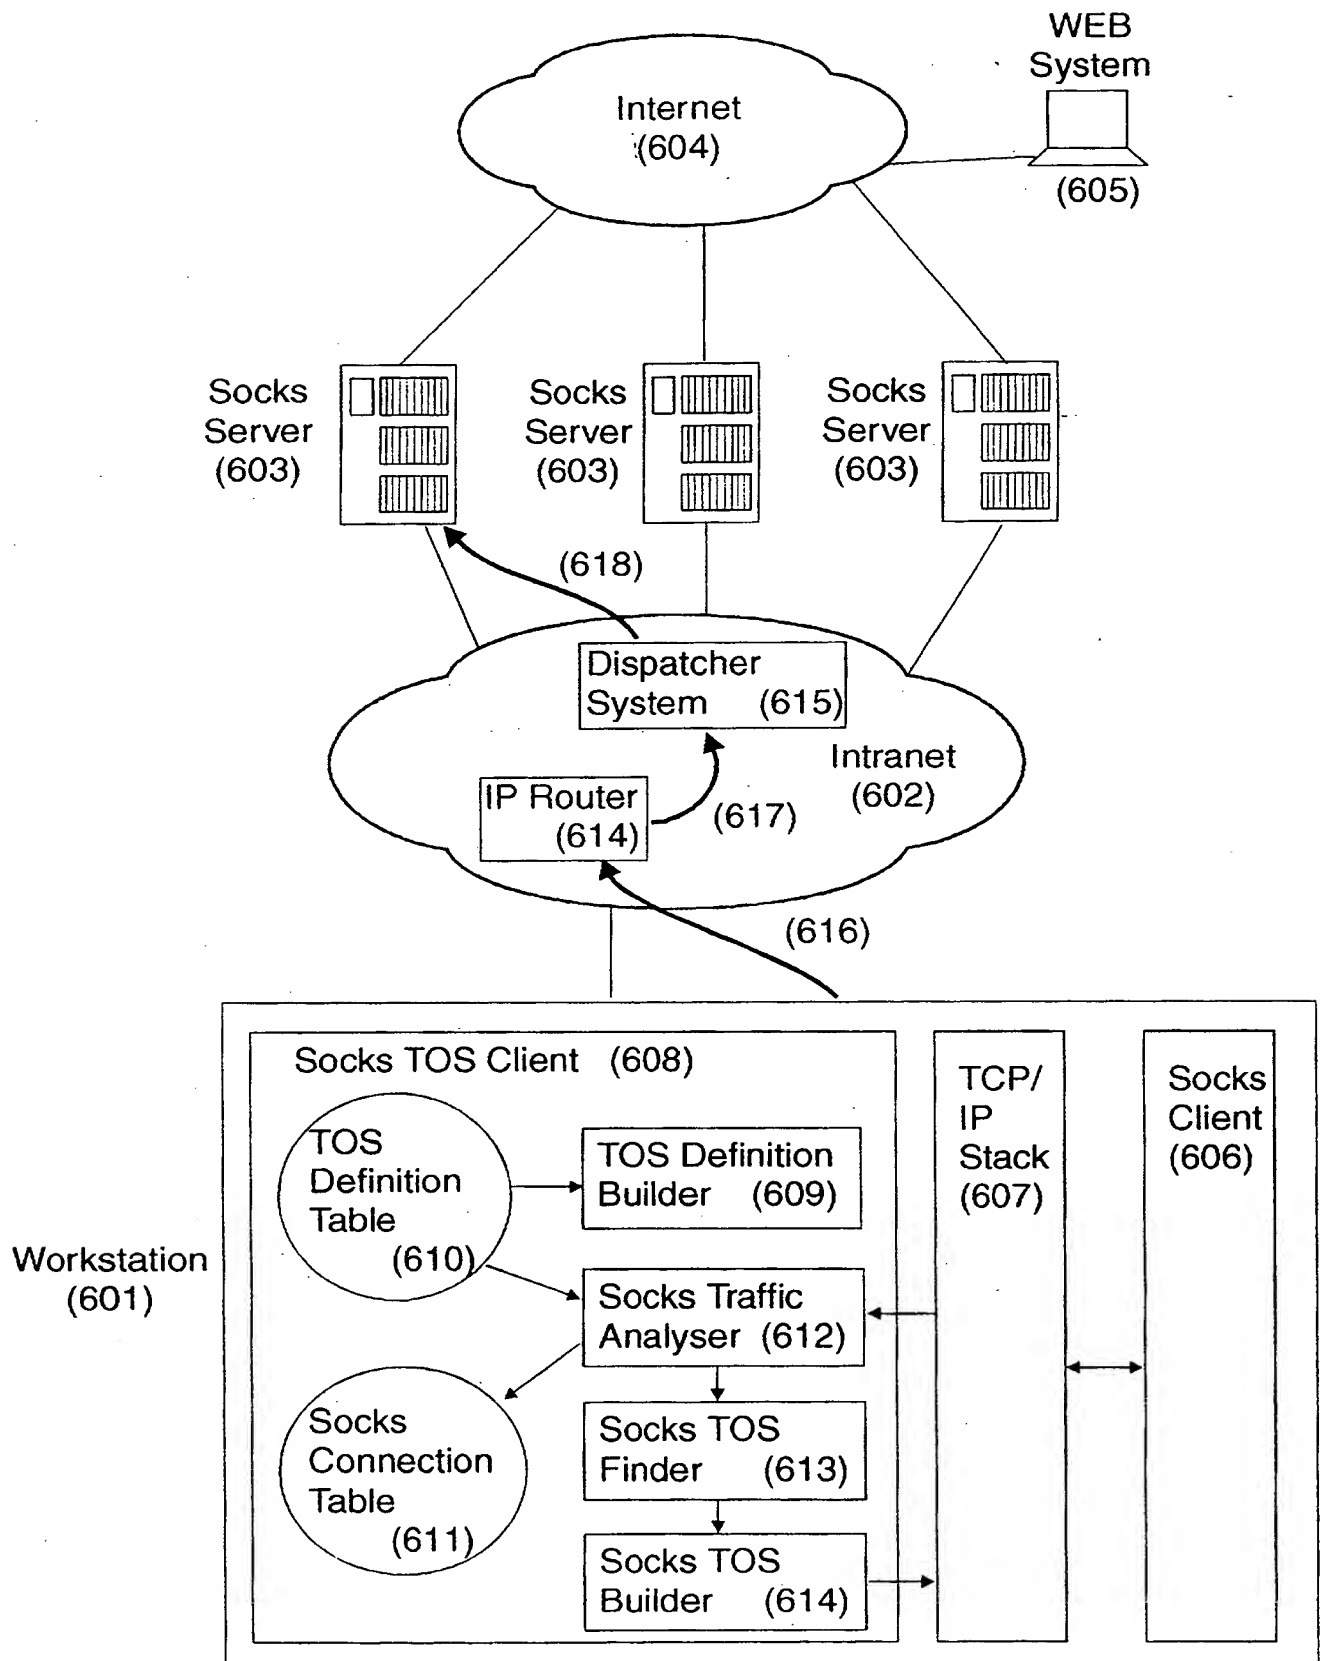 WEB
System
(605)
Internet
(604)
Socks
Server
(603)
Socks
Server
(603)
Socks
Server
(603)
(618)
Dispatcher
System (615)
Intranet
(602)
IP Router
(614)
(617)
(616)
Workstation
(601)
Socks TOS Client (608)
TOS
Definition
Table
(610)
TOS Definition
Builder (609)
Socks Traffic
Analyser (612)
Socks
Connection
Table
(611)
Socks TOS
Finder (613)
Socks TOS
Builder (614)
TCP/
IP
Stack
(607)
Socks
Client
(606)